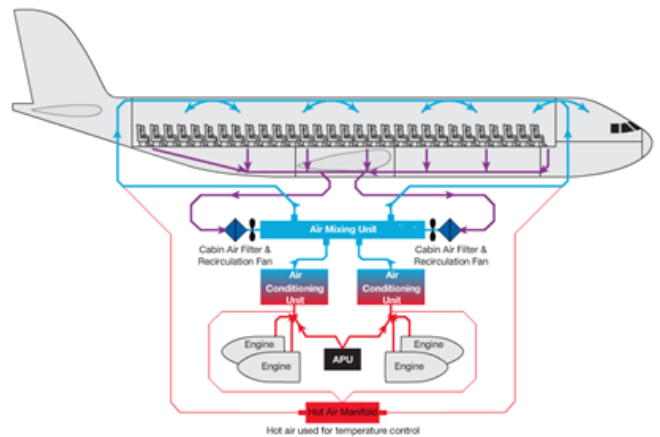 Air Mixing Unit
Cabin Air Filter &
Recirculation Fan
Cabin Air Filter &
Recirculation Fan
Air
Conditioning
Unit
Air
Conditioning
Unit
Engine
Engine
APU
Engine
Engine
Hot Air Manifold
Hot air used for temperature control